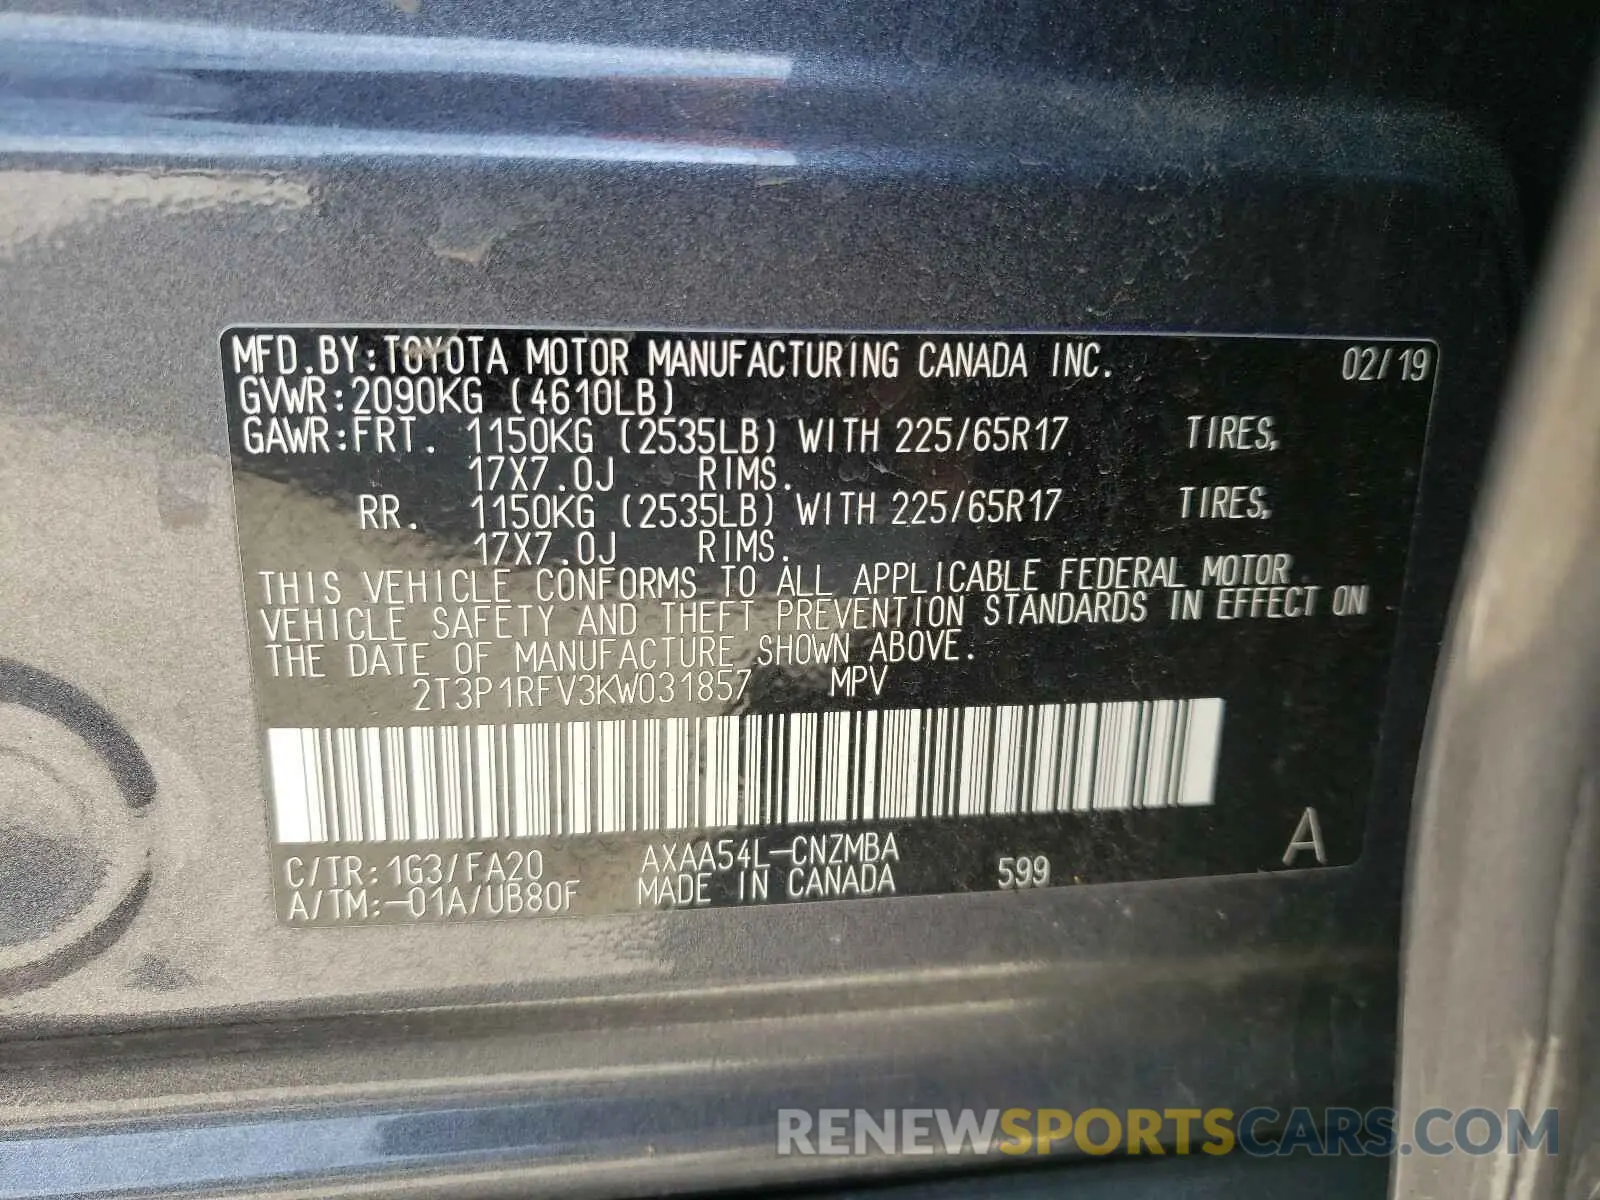 MFD.BY:TOYOTA MOTOR MANUFACTURING CANADA INC. 02/19
GVWR:2090KG (4610LB)
GAWR:FRT. 1150KG (2535LB) WITH 225/65R17 TIRES,
17X7.0J RIMS.
RR. 1150KG (2535LB) WITH 225/65R17 TIRES,
17X7.0J RIMS.
THIS VEHICLE CONFORMS TO ALL APPLICABLE FEDERAL MOTOR
VEHICLE SAFETY AND THEFT PREVENTION STANDARDS IN EFFECT ON
THE DATE OF MANUFACTURE SHOWN ABOVE.
2T3P1RFV3KW031857 MPV
C/TR:1G3/FA20 AXAA54L-CNZMBA 599 A
A/TM:-01A/UB80F MADE IN CANADA
RENEWSPORTSCARS.COM